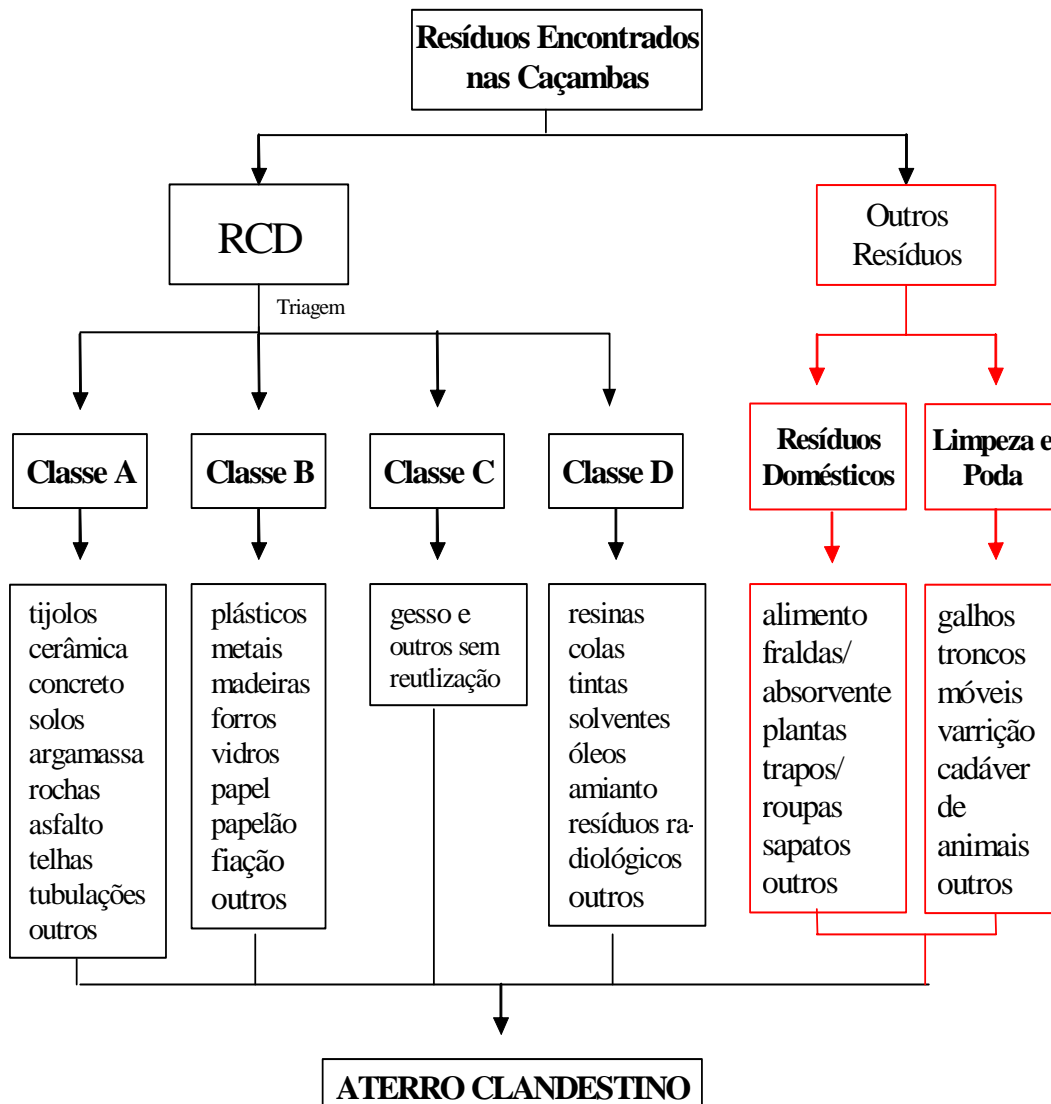 Resíduos Encontrados
nas Caçambas
RCD
Outros
Resíduos
Triagem
Classe A
Classe B
Classe C
Classe D
Resíduos
Domésticos
Limpeza e
Poda
tijolos
cerâmica
concreto
solos
argamassa
rochas
asfalto
telhas
tubulações
outros
plásticos
metais
madeiras
forros
vidros
papel
papelão
fiação
outros
gesso e
outros sem
reutlização
resinas
colas
tintas
solventes
óleos
amianto
resíduos ra-
diológicos
outros
alimento
fraldas/
absorvente
plantas
trapos/
roupas
sapatos
outros
galhos
troncos
móveis
varrição
cadáver
de
animais
outros
ATERRO CLANDESTINO